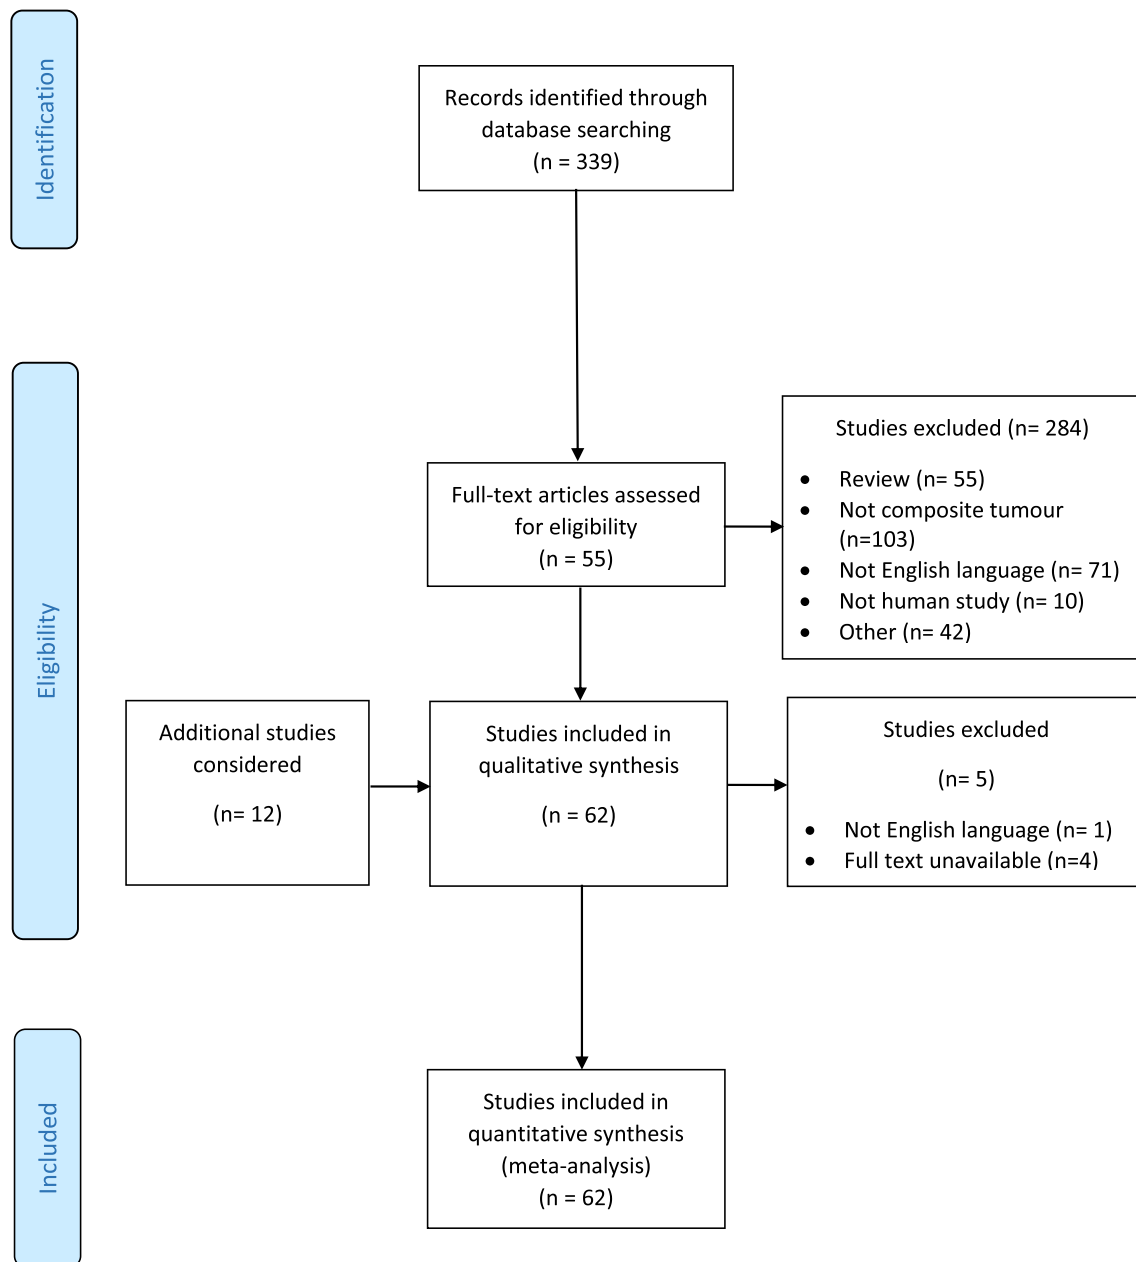 Identification
Records identified through
database searching
(n = 339)
Eligibility
Full-text articles assessed
for eligibility
(n = 55)
Studies excluded (n= 284)
• Review (n= 55)
• Not composite tumour
(n=103)
• Not English language (n= 71)
• Not human study (n= 10)
• Other (n= 42)
Additional studies
considered
(n= 12)
Studies included in
qualitative synthesis
(n = 62)
Studies excluded
(n= 5)
• Not English language (n= 1)
• Full text unavailable (n=4)
Included
Studies included in
quantitative synthesis
(meta-analysis)
(n = 62)